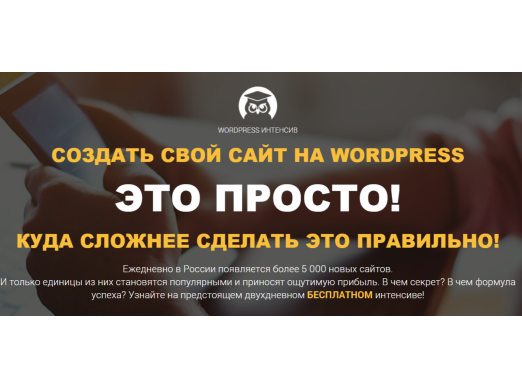 WORDPRESS ИНТЕНСИВ
СОЗДАТЬ СВОЙ САЙТ НА WORDPRESS
ЭТО ПРОСТО!
КУДА СЛОЖНЕЕ СДЕЛАТЬ ЭТО ПРАВИЛЬНО!
Ежедневно в России появляется более 5 000 новых сайтов.
И только единицы из них становятся популярными и приносят ощутимую прибыль. В чем секрет? В чем формула
успеха? Узнайте на предстоящем двухдневном БЕСПЛАТНОМ интенсиве!